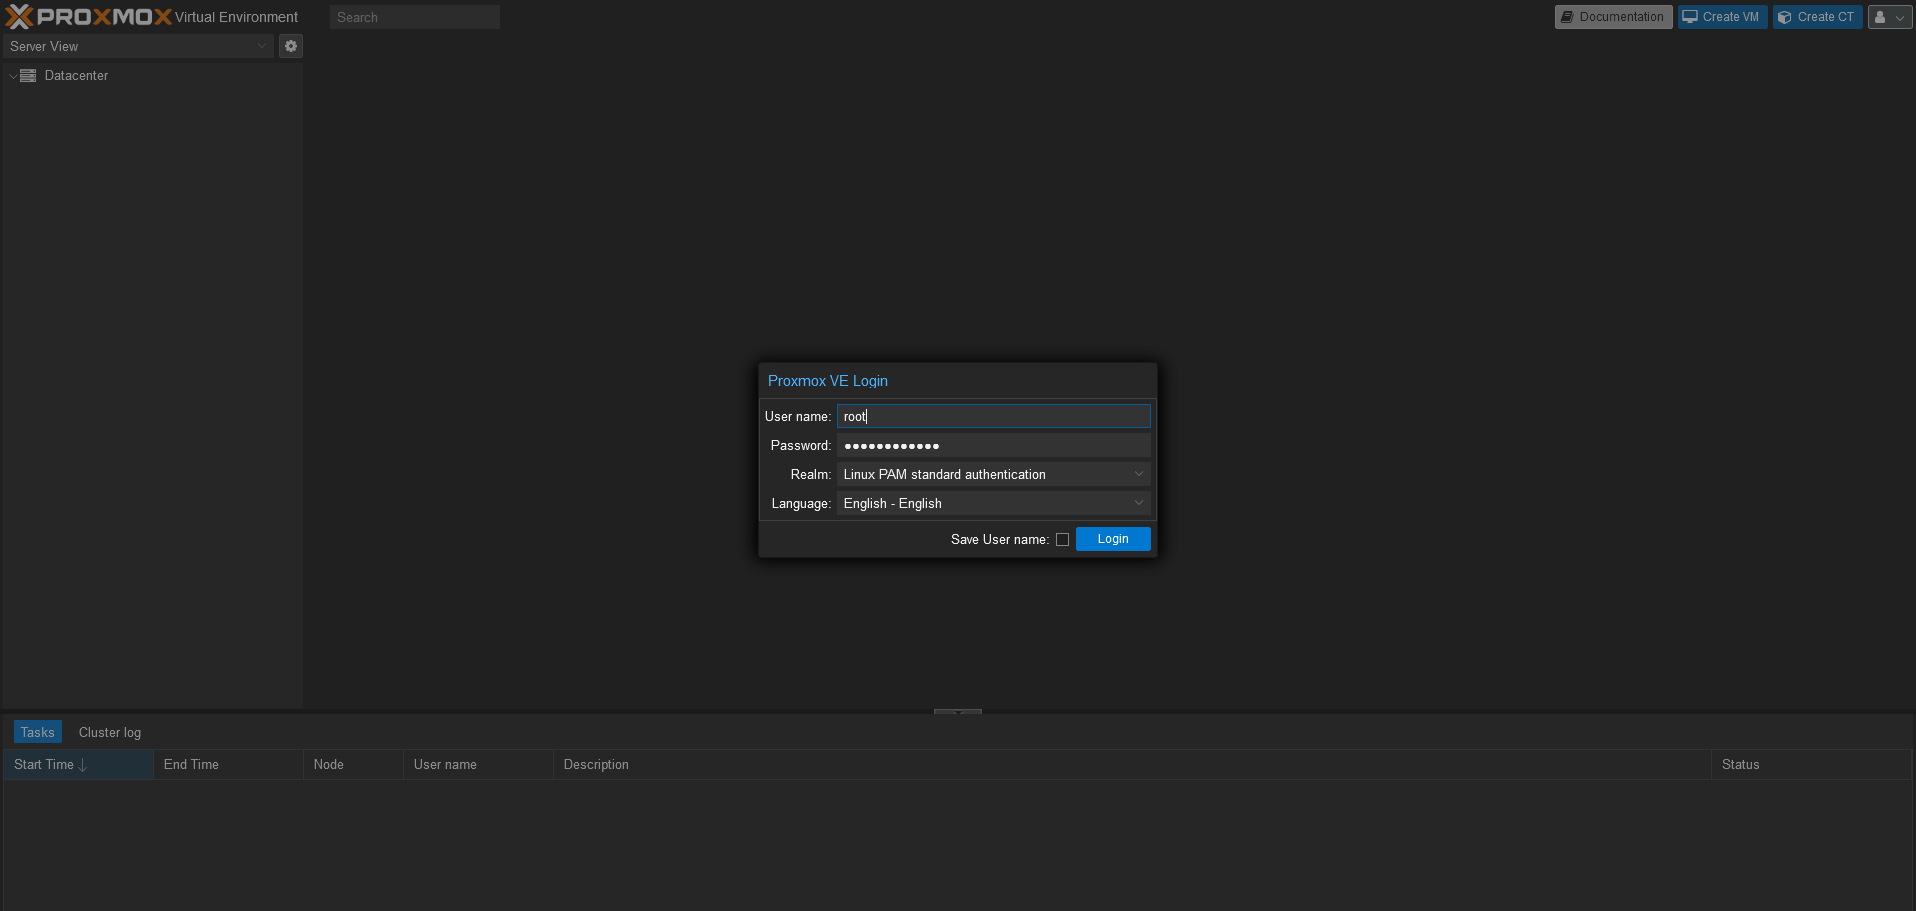 PROXMOX Virtual Environment Search Documentation Create VM Create CT
Server View
Datacenter
Proxmox VE Login
User name: root
Password: ●●●●●●●●●●●●
Realm: Linux PAM standard authentication
Language: English - English
Save User name: Login
Tasks Cluster log
Start Time End Time Node User name Description Status